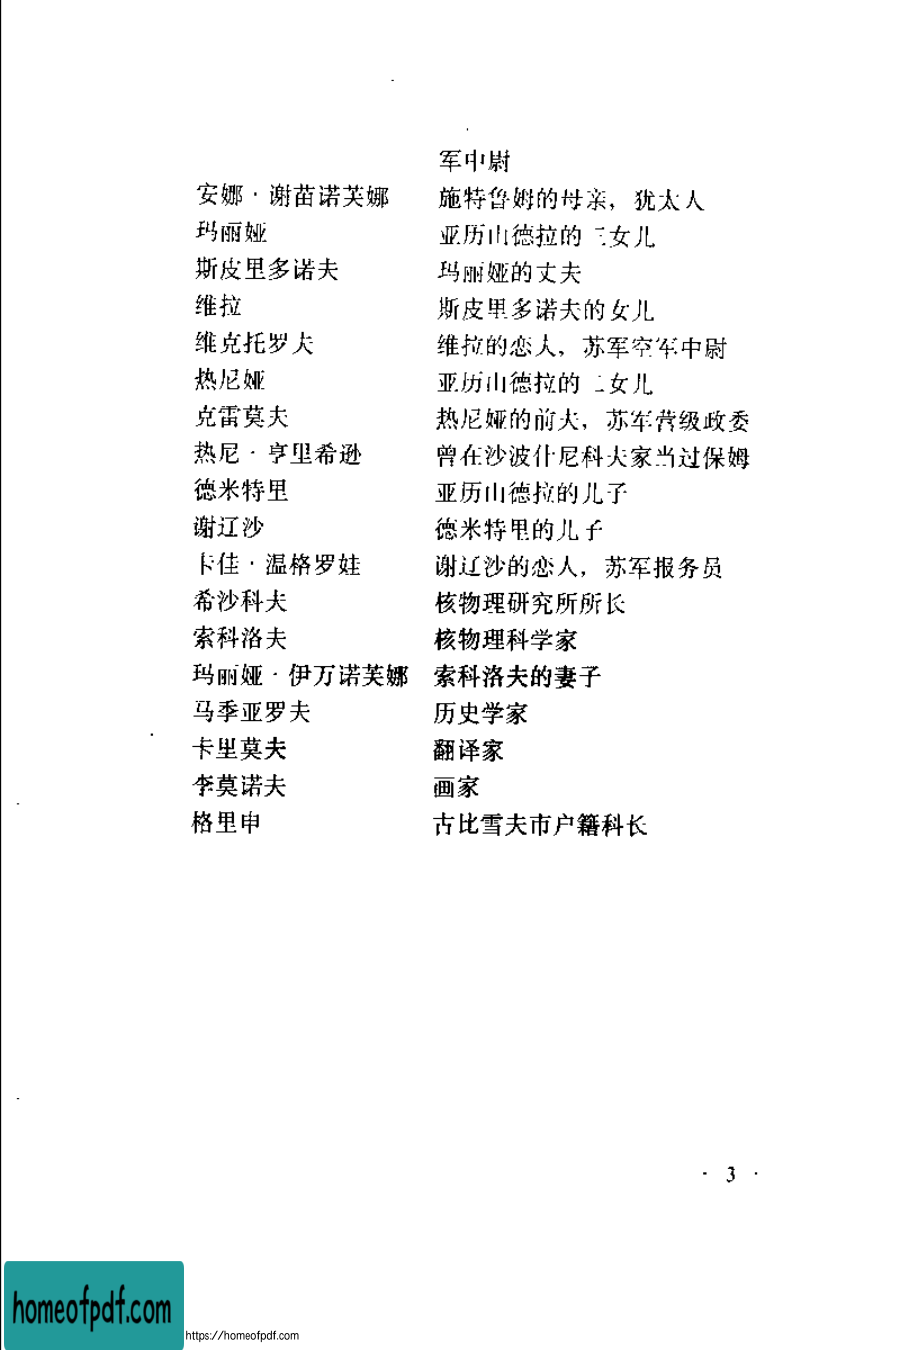 军中尉
安娜·谢苗诺芙娜 施特鲁姆的母亲，犹太人
玛丽娅 亚历山德拉的三女儿
斯皮里多诺夫 玛丽娅的丈夫
维拉 斯皮里多诺夫的女儿
维克托罗夫 维拉的恋人，苏军空军中尉
热尼娅 亚历山德拉的二女儿
克雷莫夫 热尼娅的前夫，苏军营级政委
热尼·亨里希逊 曾在沙波什尼科夫家当过保姆
德米特里 亚历山德拉的儿子
谢辽沙 德米特里的儿子
卡佳·温格罗娃 谢辽沙的恋人，苏军报务员
希沙科夫 核物理研究所所长
索科洛夫 核物理科学家
玛丽娅·伊万诺芙娜 索科洛夫的妻子
马季亚罗夫 历史学家
卡里莫夫 翻译家
李莫诺夫 画家
格里申 古比雪夫市户籍科长
· 3 ·
homeofpdf.com
https://homeofpdf.com